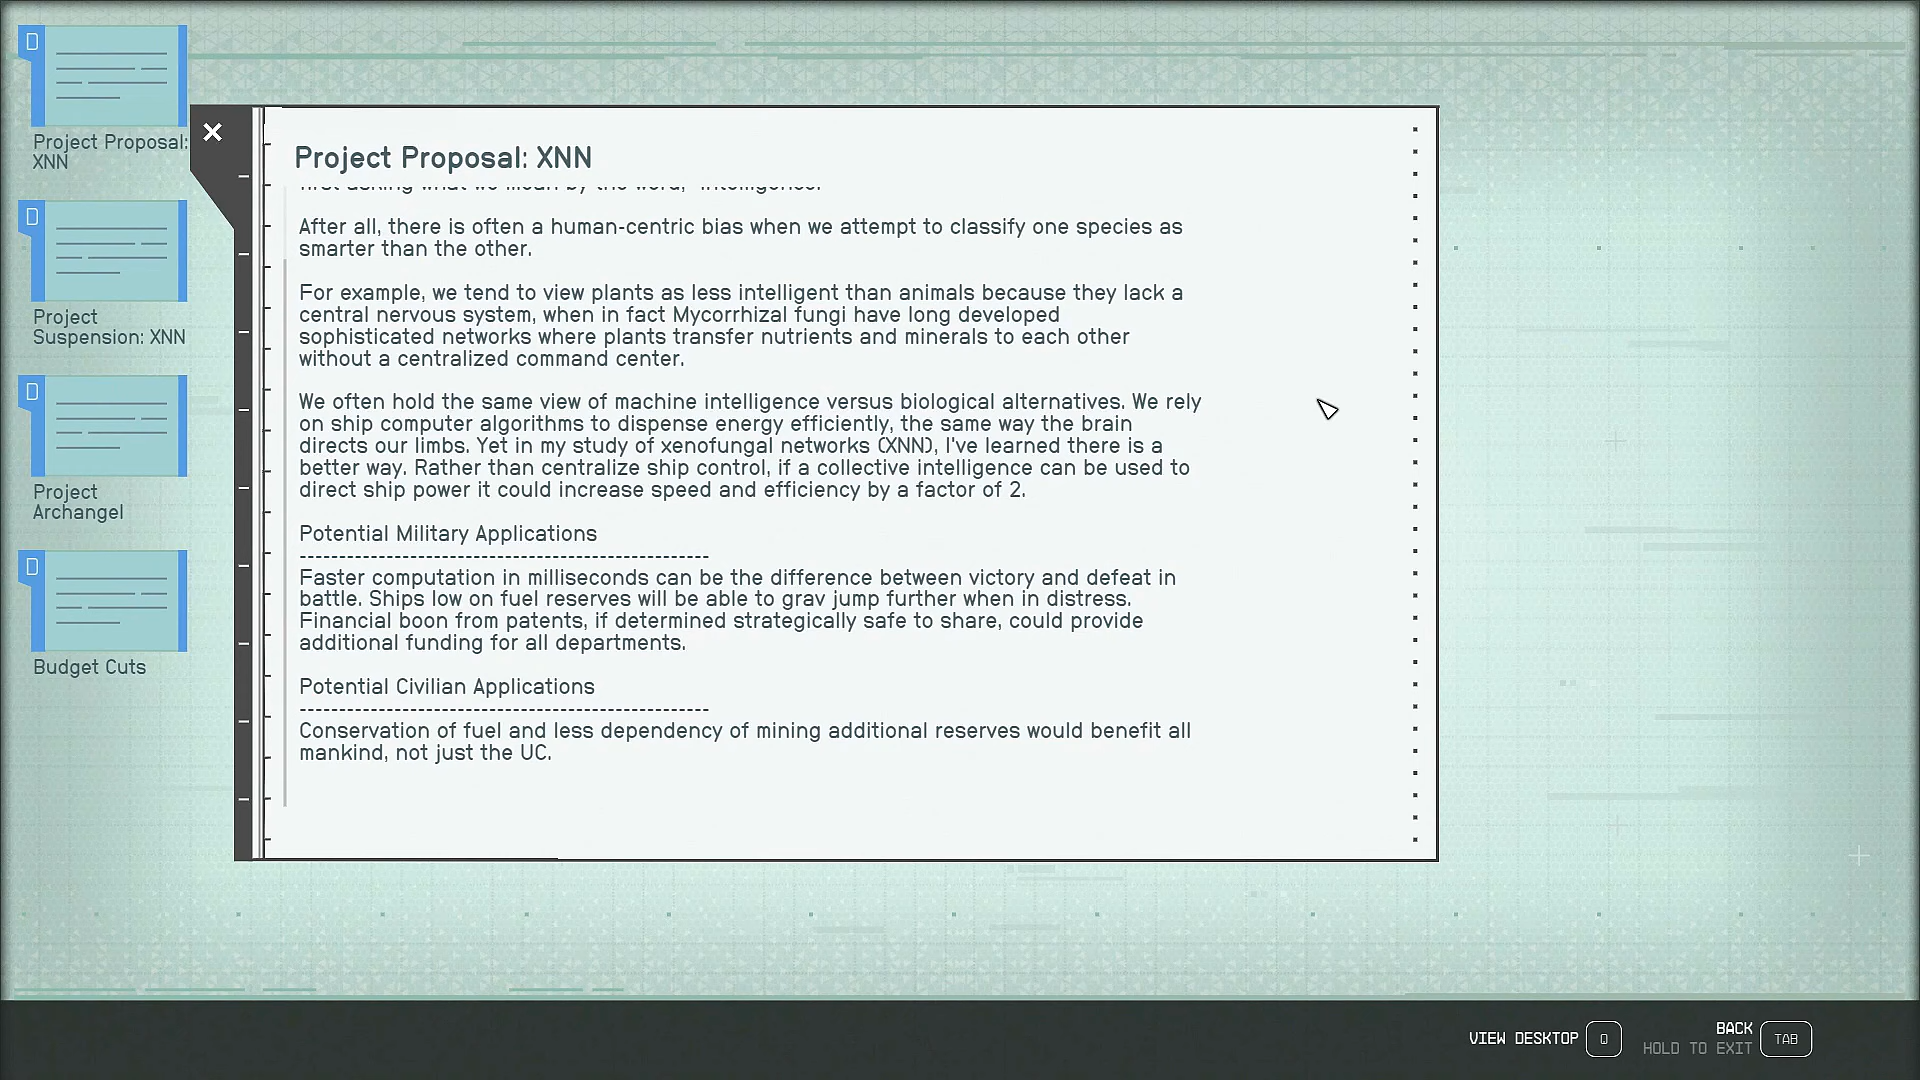 D
Project Proposal:
XNN
D
Project
Suspension: XNN
D
Project
Archangel
D
Budget Cuts
Project Proposal: XNN
first asking what we mean by the word, "intelligence."
After all, there is often a human-centric bias when we attempt to classify one species as
smarter than the other.
For example, we tend to view plants as less intelligent than animals because they lack a
central nervous system, when in fact Mycorrhizal fungi have long developed
sophisticated networks where plants transfer nutrients and minerals to each other
without a centralized command center.
We often hold the same view of machine intelligence versus biological alternatives. We rely
on ship computer algorithms to dispense energy efficiently, the same way the brain
directs our limbs. Yet in my study of xenofungal networks (XNN), I've learned there is a
better way. Rather than centralize ship control, if a collective intelligence can be used to
direct ship power it could increase speed and efficiency by a factor of 2.
Potential Military Applications
--------------------------------------------------
Faster computation in milliseconds can be the difference between victory and defeat in
battle. Ships low on fuel reserves will be able to grav jump further when in distress.
Financial boon from patents, if determined strategically safe to share, could provide
additional funding for all departments.
Potential Civilian Applications
--------------------------------------------------
Conservation of fuel and less dependency of mining additional reserves would benefit all
mankind, not just the UC.
VIEW DESKTOP Q
BACK
HOLD TO EXIT TAB